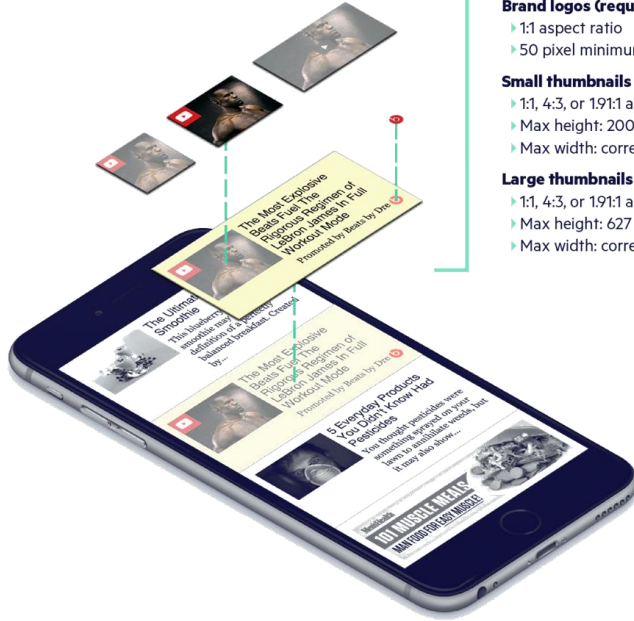 Brand logos (requ
1:1 aspect ratio
50 pixel minimum
Small thumbnails
1:1, 4:3, or 1.91:1 a
Max height: 200
Max width: corre
Large thumbnails
1:1, 4:3, or 1.91:1 a
Max height: 627
Max width: corre
The Most Explosive
Beats Fuel The
Rigorous Regimen of
LeBron James In Full
Workout Mode
Promoted by Beats by Dre
The Ultimat
Smoothie
This blueberry
smoothie may
definition of a perfectly
balanced breakfast. Created
by...
The Most Explosive
Beats Fuel The
Rigorous Regimen of
LeBron James In Full
Workout Mode
Promoted by Beats by Dre
5 Everyday Products
You Didn't Know Had
Pesticides
You thought pesticides were
something sprayed on your
lawn to annihilate weeds, but
it may also show...
Men'sHealth
101 MUSCLE MEALS
MAN FOOD FOR EASY MUSCLE!